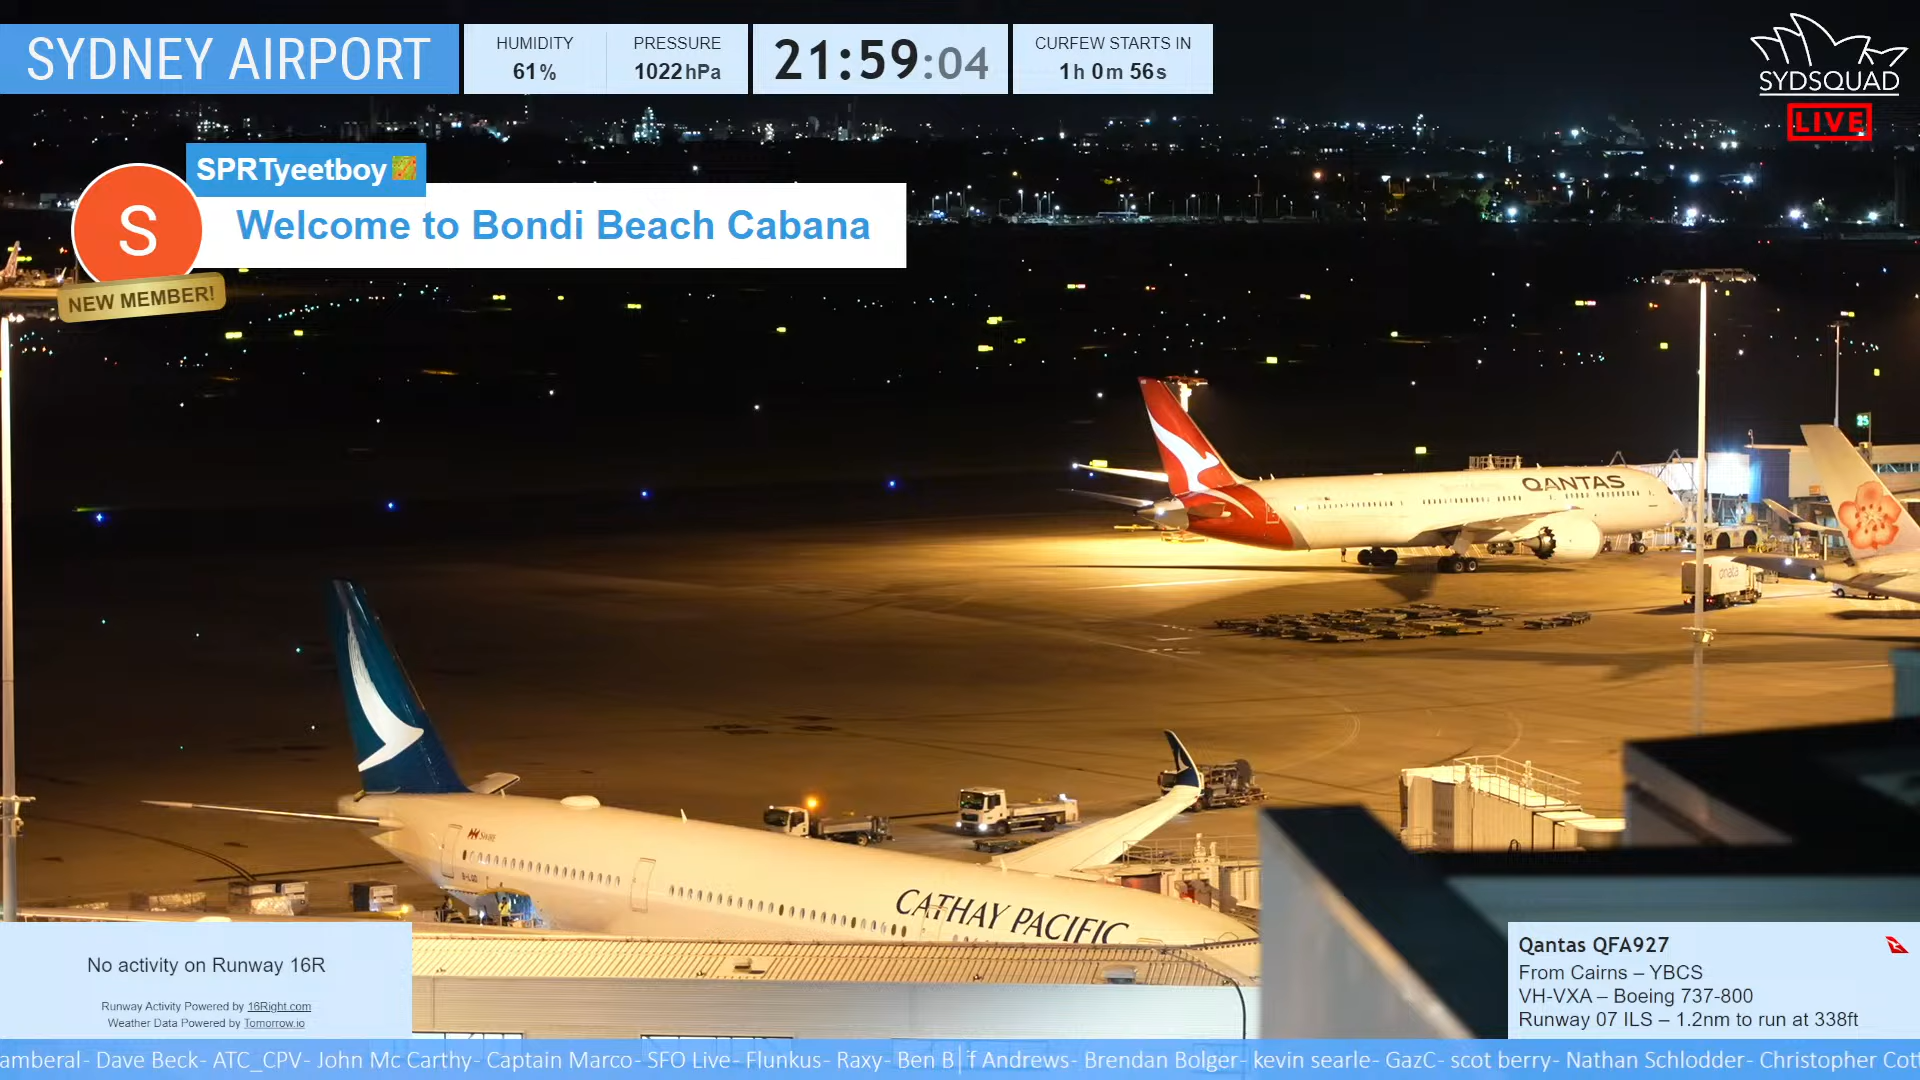 SYDNEY AIRPORT
HUMIDITY
61%
PRESSURE
1022hPa
21:59:04
CURFEW STARTS IN
1h 0m 56s
SYDSQUAD
LIVE
SPRTyeetboy
S
Welcome to Bondi Beach Cabana
NEW MEMBER!
QANTAS
dnata
SWIRE
CATHAY PACIFIC
No activity on Runway 16R
Runway Activity Powered by 16Right.com
Weather Data Powered by Tomorrow.io
Qantas QFA927
From Cairns – YBCS
VH-VXA – Boeing 737-800
Runway 07 ILS – 1.2nm to run at 338ft
amberal- Dave Beck- ATC_CPV- John Mc Carthy- Captain Marco- SFO Live- Flunkus- Raxy- Ben B Andrews- Brendan Bolger- kevin searle- GazC- scot berry- Nathan Schlodder- Christopher